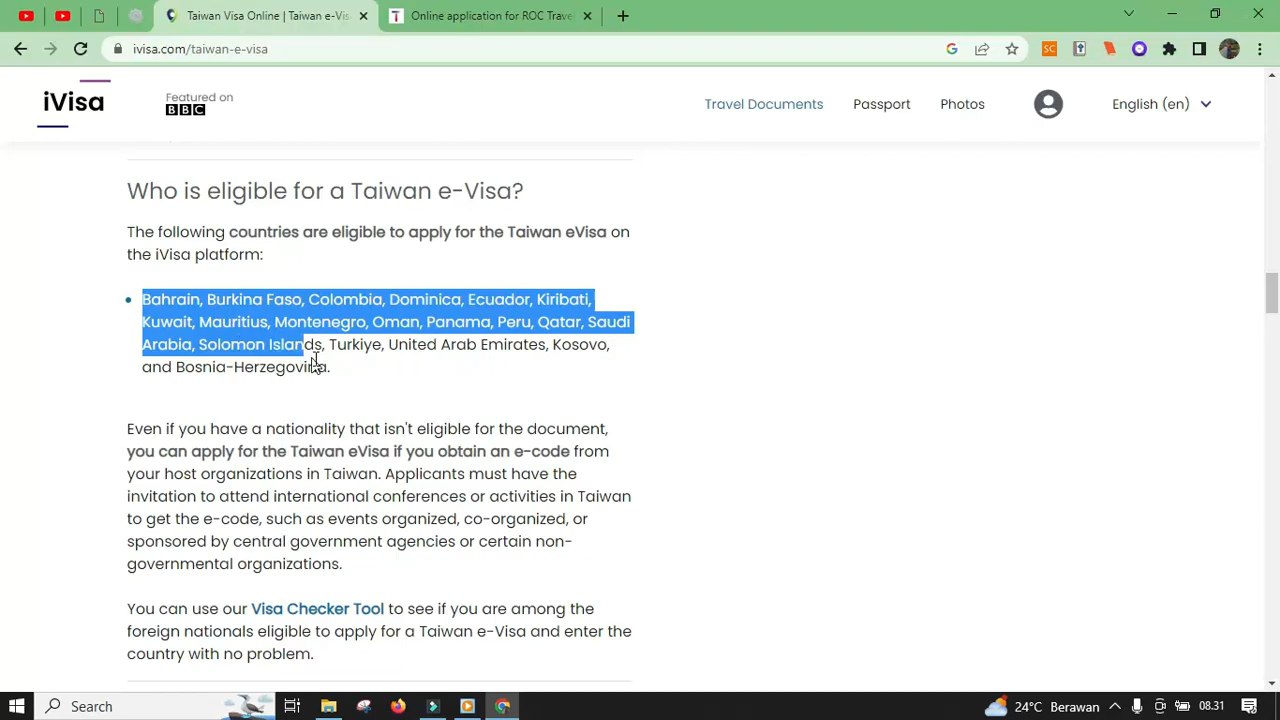 Taiwan Visa Online | Taiwan e-Vis
Online application for ROC Trave
ivisa.com/taiwan-e-visa
SC
iVisa
Featured on
BBC
Travel Documents
Passport
Photos
English (en)
Who is eligible for a Taiwan e-Visa?
The following countries are eligible to apply for the Taiwan eVisa on
the iVisa platform:
Bahrain, Burkina Faso, Colombia, Dominica, Ecuador, Kiribati,
Kuwait, Mauritius, Montenegro, Oman, Panama, Peru, Qatar, Saudi
Arabia, Solomon Islands, Turkiye, United Arab Emirates, Kosovo,
and Bosnia-Herzegovina.
Even if you have a nationality that isn't eligible for the document,
you can apply for the Taiwan eVisa if you obtain an e-code from
your host organizations in Taiwan. Applicants must have the
invitation to attend international conferences or activities in Taiwan
to get the e-code, such as events organized, co-organized, or
sponsored by central government agencies or certain non-
governmental organizations.
You can use our Visa Checker Tool to see if you are among the
foreign nationals eligible to apply for a Taiwan e-Visa and enter the
country with no problem.
Search
24°C Berawan
08.31